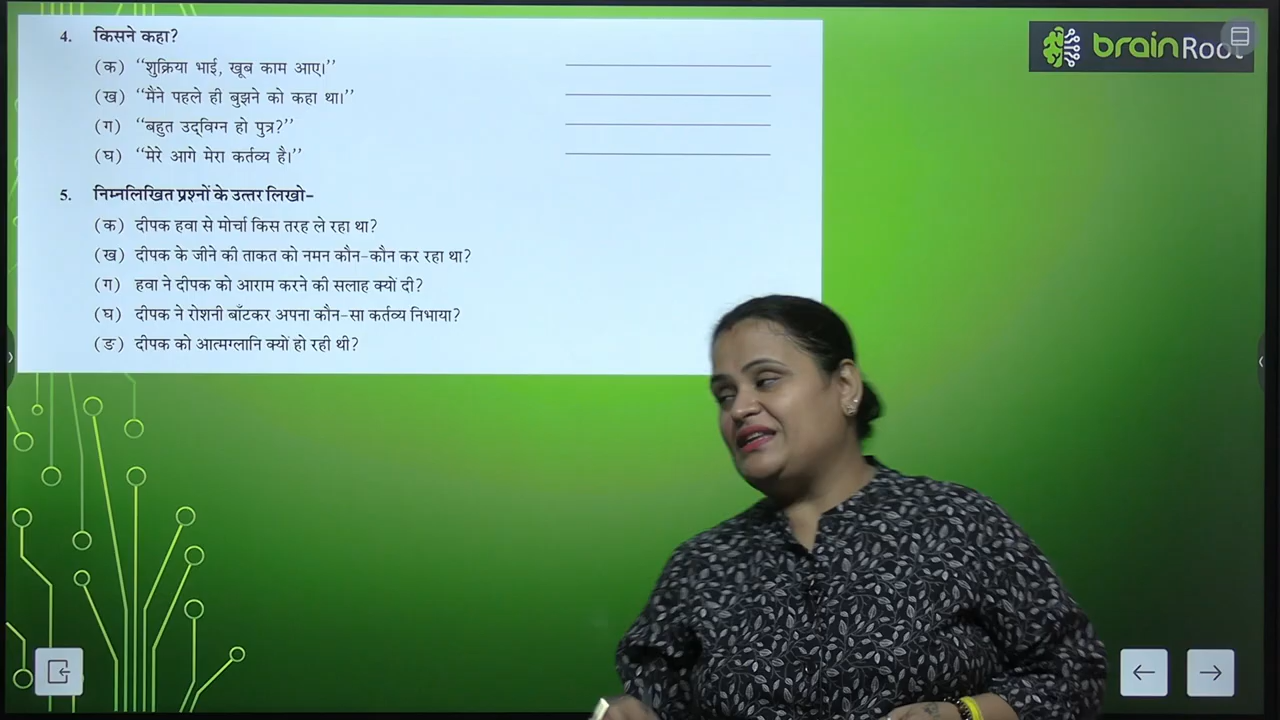 brainRoot
4. किसने कहा?
(क) ‘‘शुक्रिया भाई, खूब काम आए।’’
(ख) ‘‘मैंने पहले ही बुझने को कहा था।’’
(ग) ‘‘बहुत उद्‌विग्न हो पुत्र?’’
(घ) ‘‘मेरे आगे मेरा कर्तव्य है।’’
5. निम्नलिखित प्रश्नों के उत्तर लिखो-
(क) दीपक हवा से मोर्चा किस तरह ले रहा था?
(ख) दीपक के जीने की ताकत को नमन कौन-कौन कर रहा था?
(ग) हवा ने दीपक को आराम करने की सलाह क्यों दी?
(घ) दीपक ने रोशनी बाँटकर अपना कौन-सा कर्तव्य निभाया?
(ङ) दीपक को आत्मग्लानि क्यों हो रही थी?